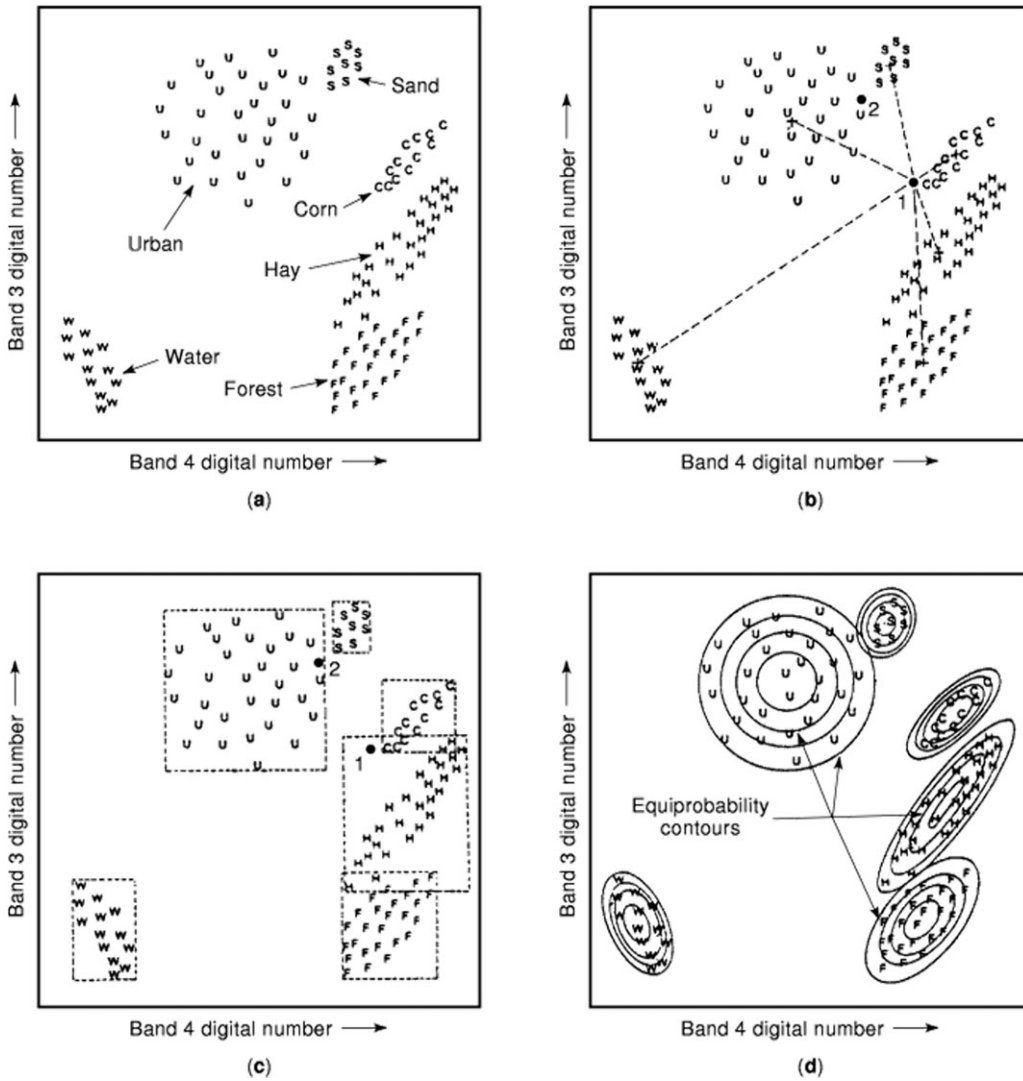 Sand
Corn
Urban
Hay
Water
Forest
Band 3 digital number
Band 4 digital number
(a)
2
1
Band 3 digital number
Band 4 digital number
(b)
2
1
Band 3 digital number
Band 4 digital number
(c)
Equiprobability
contours
Band 3 digital number
Band 4 digital number
(d)